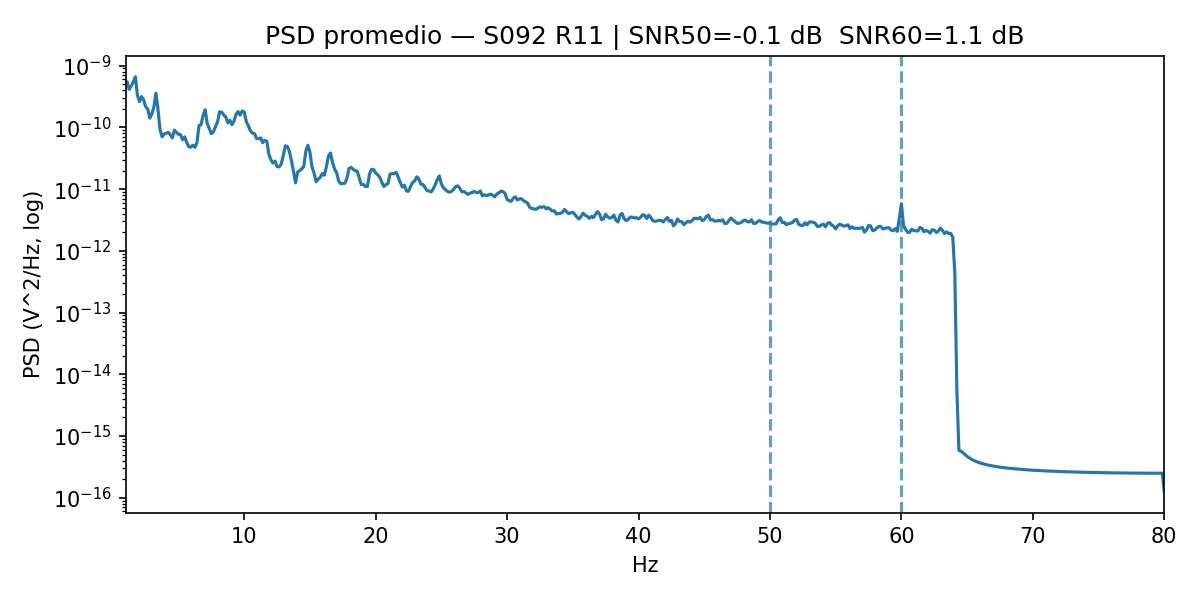 PSD promedio — S092 R11 | SNR50=-0.1 dB  SNR60=1.1 dB
PSD (V^2/Hz, log)
10⁻⁹
10⁻¹⁰
10⁻¹¹
10⁻¹²
10⁻¹³
10⁻¹⁴
10⁻¹⁵
10⁻¹⁶
10 20 30 40 50 60 70 80
Hz